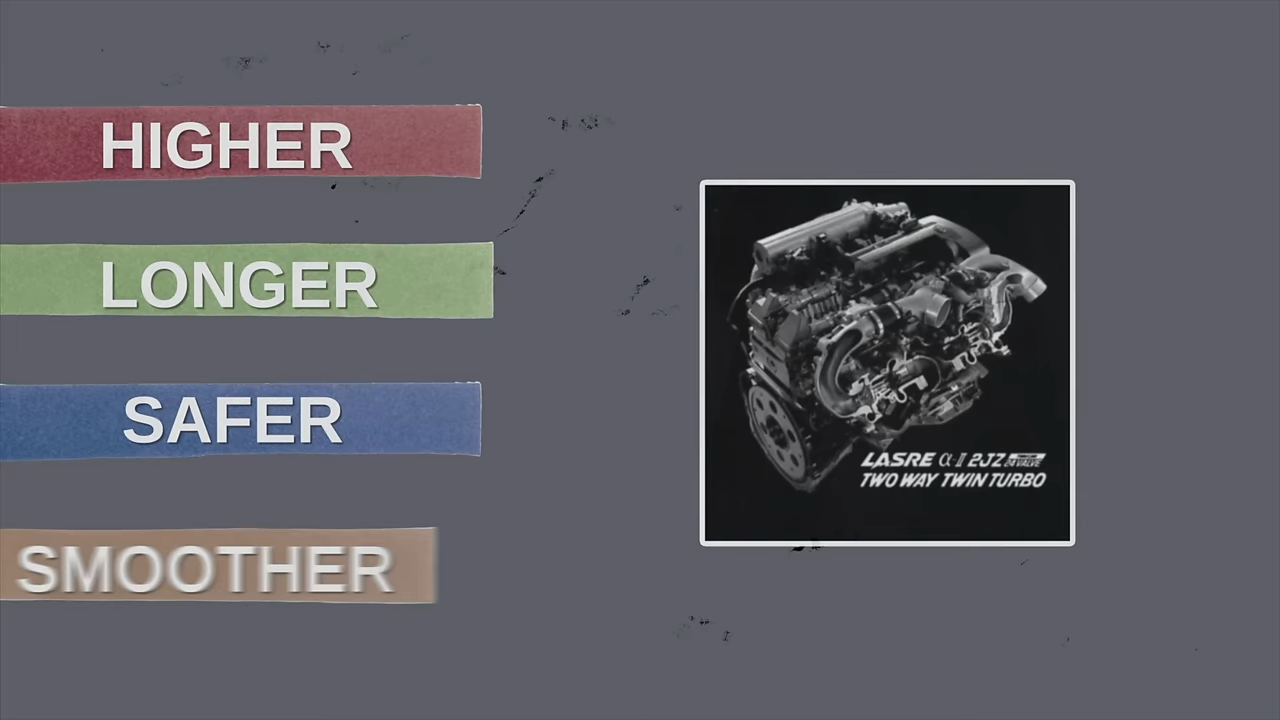 HIGHER
LONGER
SAFER
SMOOTHER
LASRE α-II 2JZ
TWO WAY TWIN TURBO